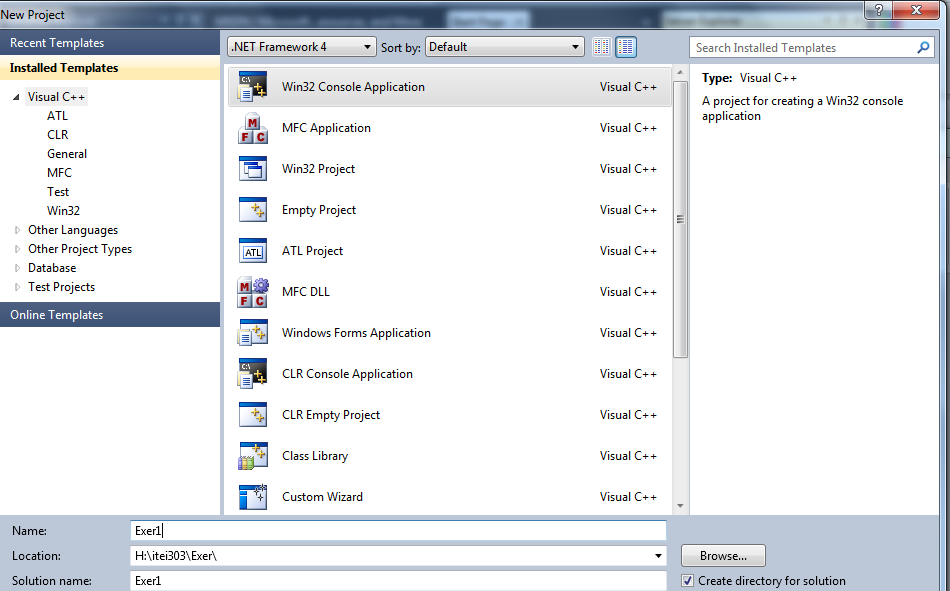 New Project
Recent Templates
Installed Templates
Visual C++
ATL
CLR
General
MFC
Test
Win32
Other Languages
Other Project Types
Database
Test Projects
Online Templates
.NET Framework 4 Sort by: Default
Win32 Console Application Visual C++
MFC Application Visual C++
Win32 Project Visual C++
Empty Project Visual C++
ATL Project Visual C++
MFC DLL Visual C++
Windows Forms Application Visual C++
CLR Console Application Visual C++
CLR Empty Project Visual C++
Class Library Visual C++
Custom Wizard Visual C++
Search Installed Templates
Type: Visual C++
A project for creating a Win32 console
application
Name: Exer1
Location: H:\itei303\Exer\
Browse...
Solution name: Exer1
Create directory for solution